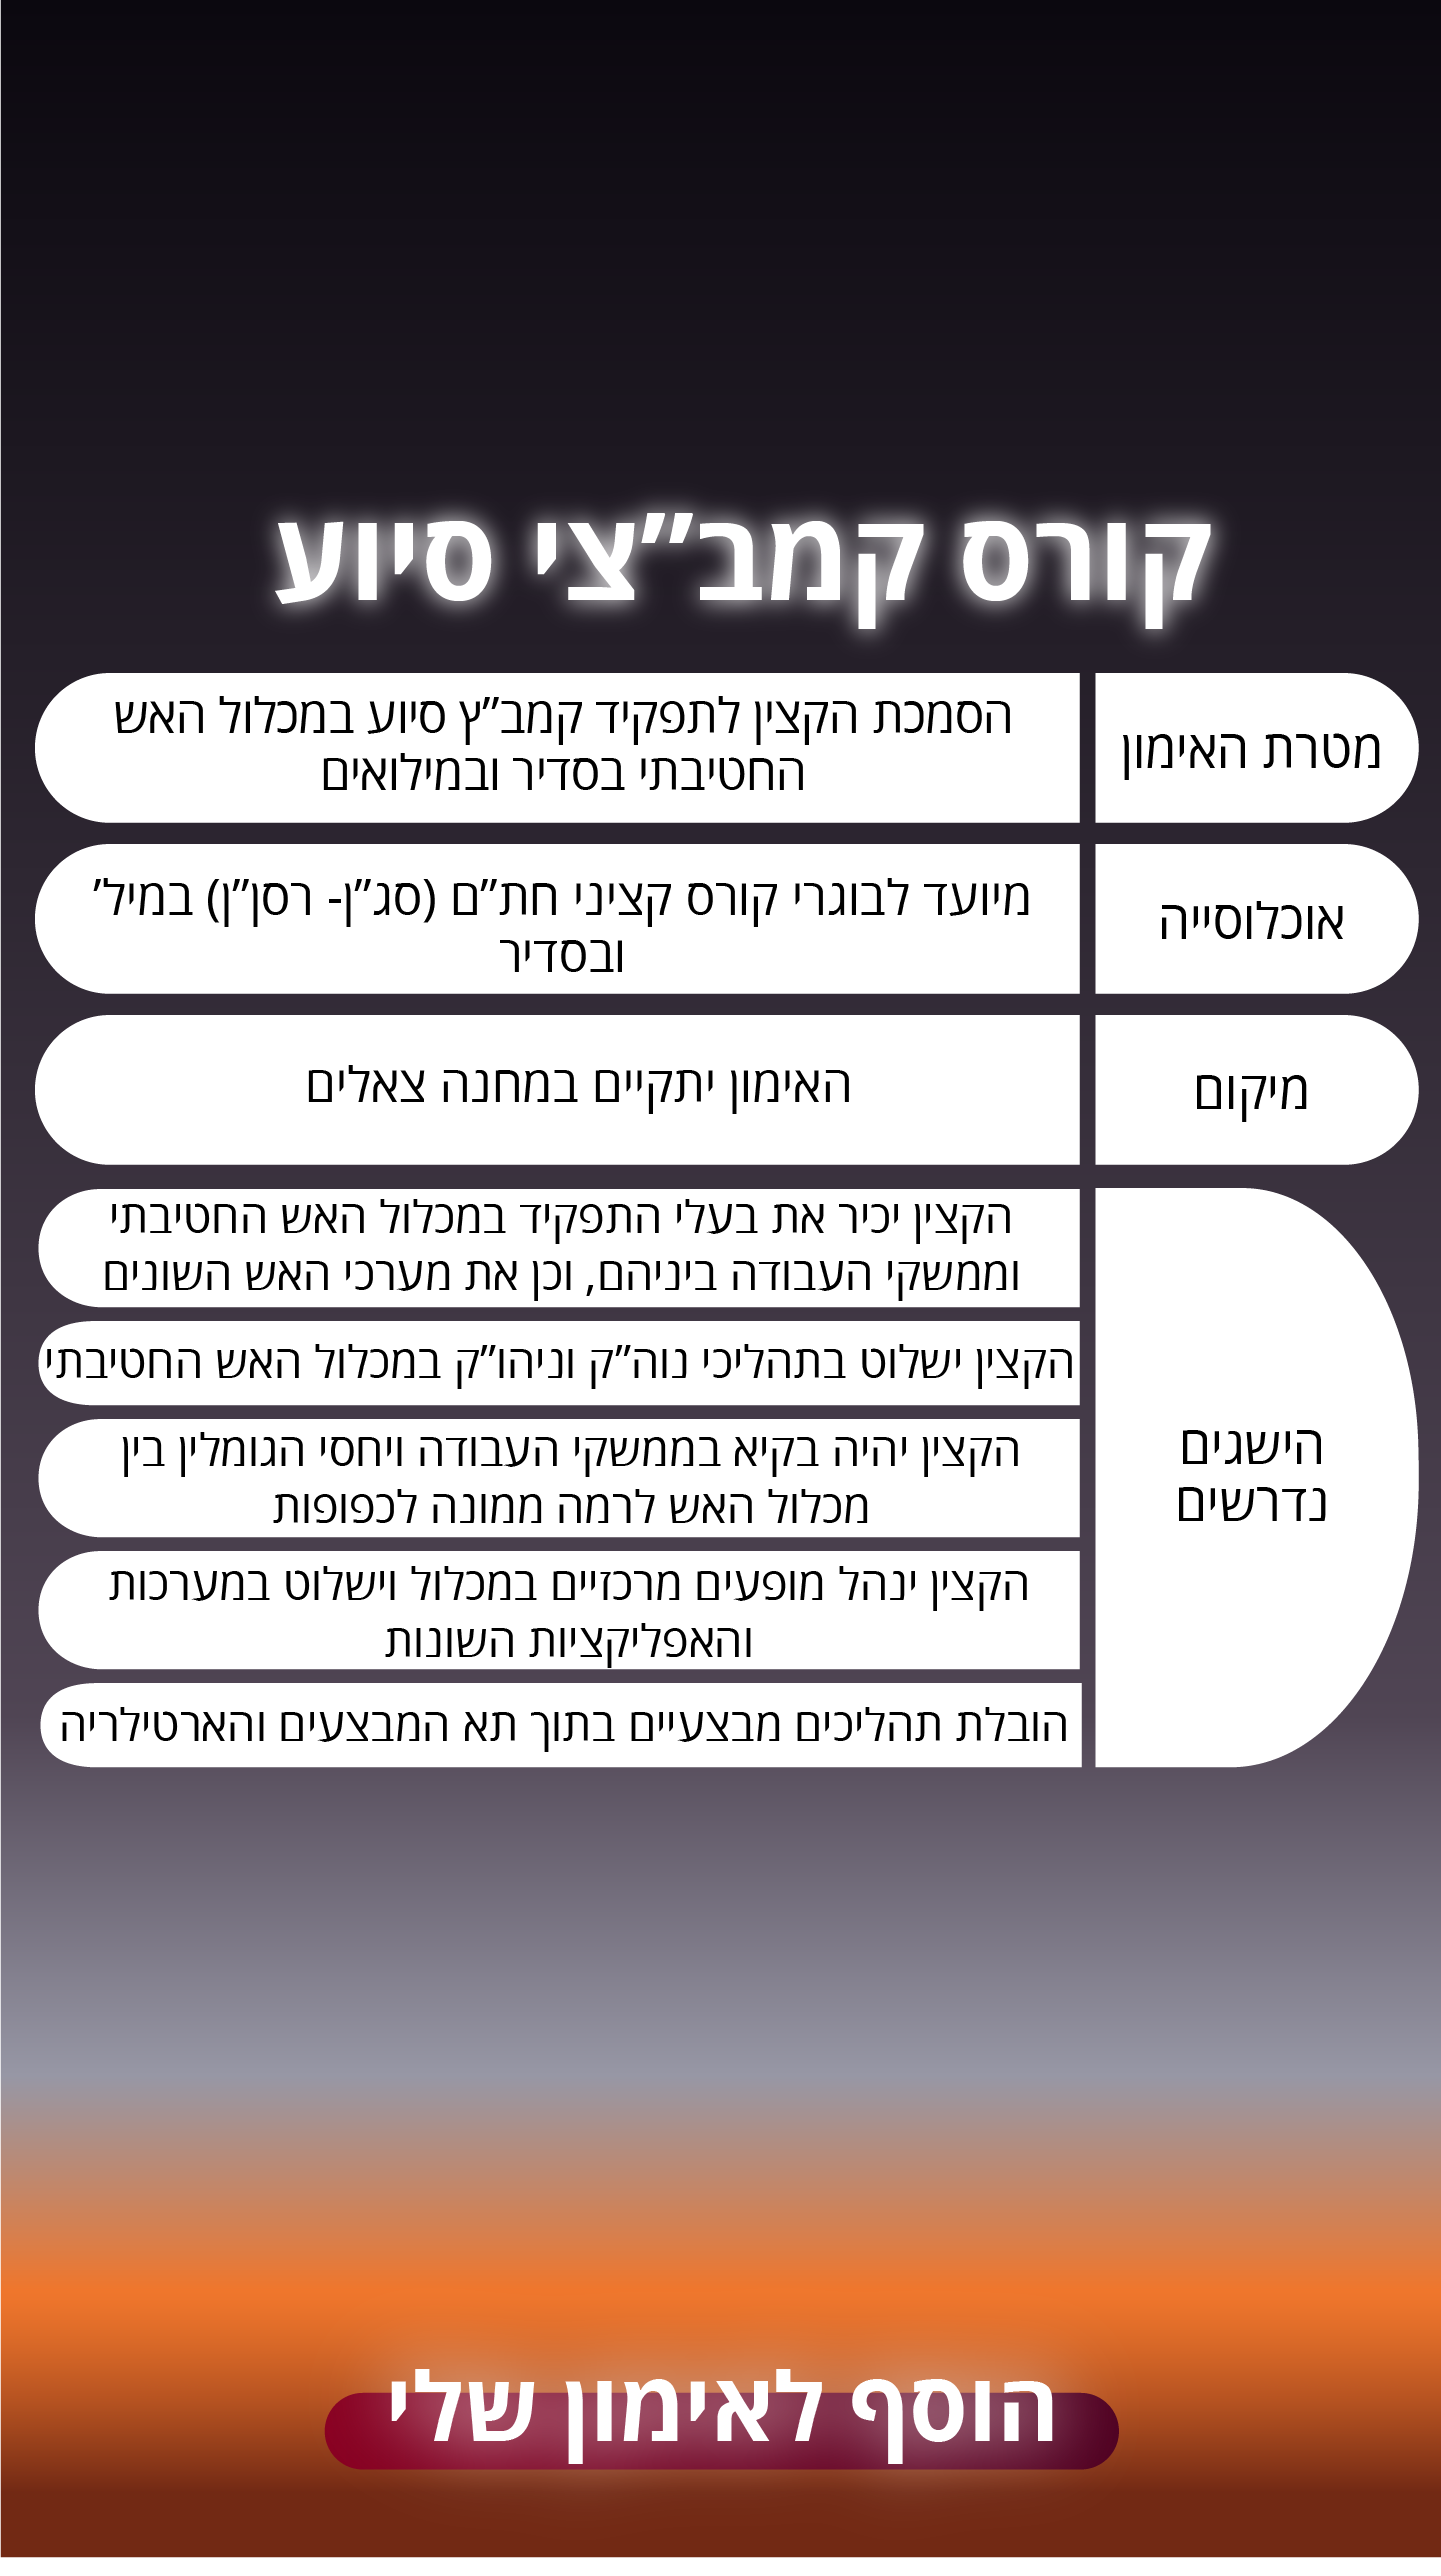 קורס קמב״צי סיוע
מטרת האימון
הסמכת הקצין לתפקיד קמב״ץ סיוע במכלול האש
החטיבתי בסדיר ובמילואים
אוכלוסייה
מיועד לבוגרי קורס קציני חת״ם (סג״ן- רסן״ן) במיל׳
ובסדיר
מיקום
האימון יתקיים במחנה צאלים
הישגים
נדרשים
הקצין יכיר את בעלי התפקיד במכלול האש החטיבתי
וממשקי העבודה ביניהם, וכן את מערכי האש השונים
הקצין ישלוט בתהליכי נוה״ק וניהו״ק במכלול האש החטיבתי
הקצין יהיה בקיא בממשקי העבודה ויחסי הגומלין בין
מכלול האש לרמה ממונה לכפופות
הקצין ינהל מופעים מרכזיים במכלול וישלוט במערכות
והאפליקציות השונות
הובלת תהליכים מבצעיים בתוך תא המבצעים והארטילריה
הוסף לאימון שלי